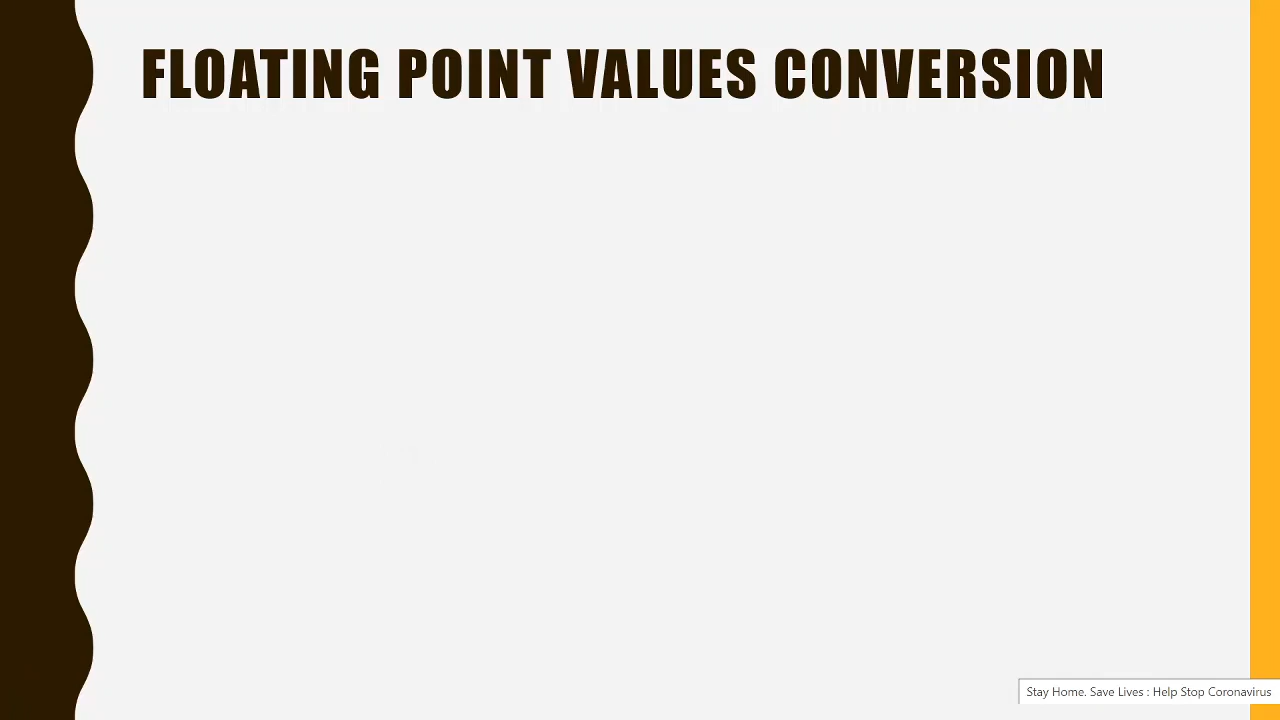 FLOATING POINT VALUES CONVERSION
Stay Home. Save Lives : Help Stop Coronavirus